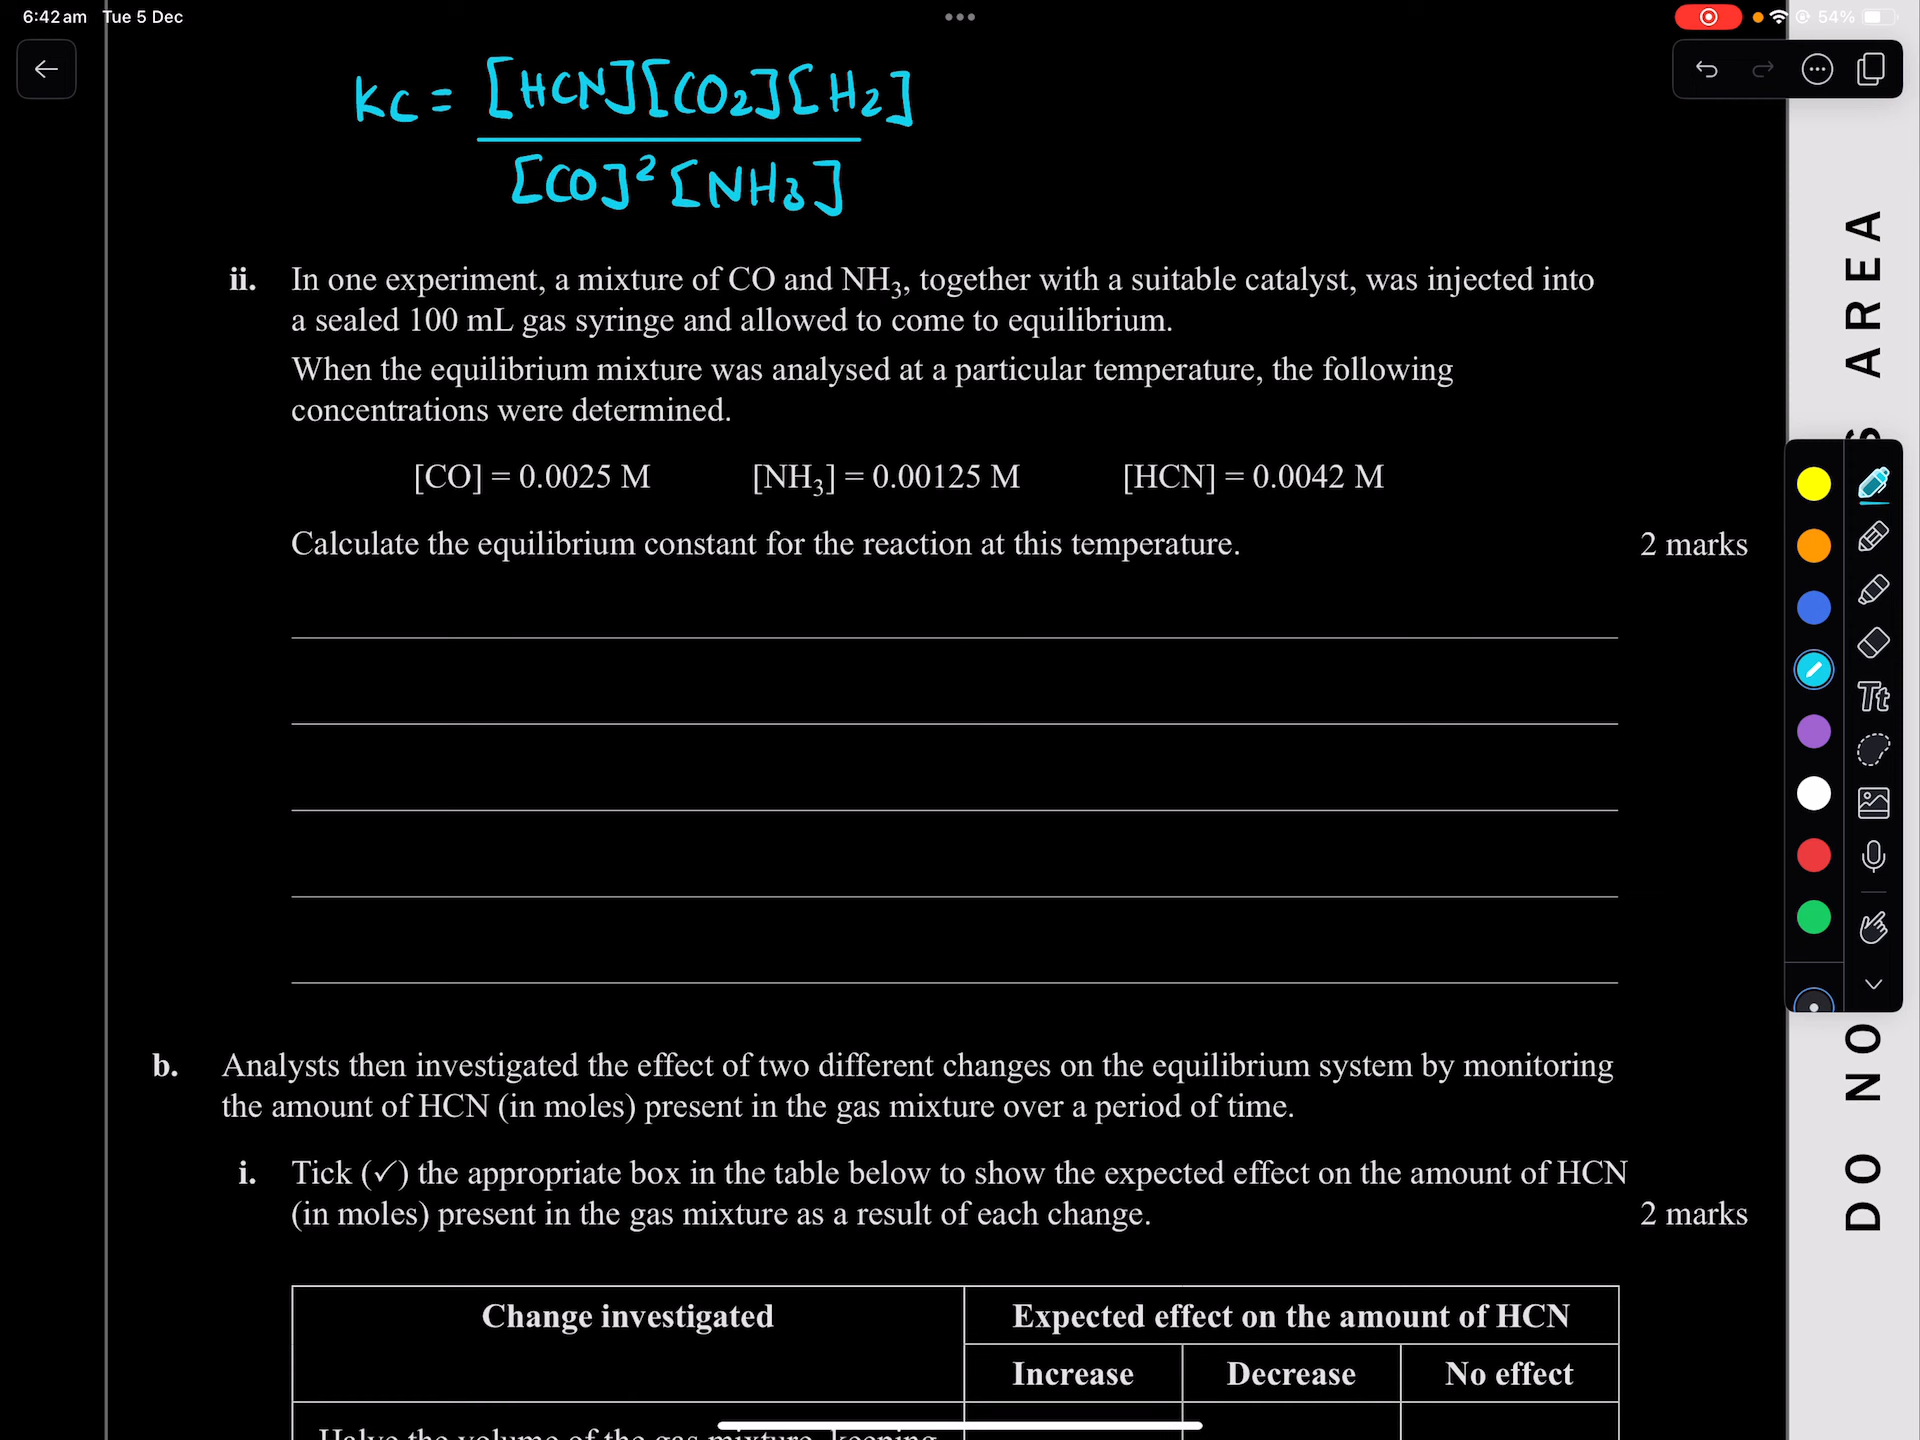 6:42 am Tue 5 Dec
54%
KC = [HCN][CO2][H2]
[CO]² [NH3]
ii. In one experiment, a mixture of CO and NH₃, together with a suitable catalyst, was injected into
a sealed 100 mL gas syringe and allowed to come to equilibrium.
When the equilibrium mixture was analysed at a particular temperature, the following
concentrations were determined.
[CO] = 0.0025 M [NH₃] = 0.00125 M [HCN] = 0.0042 M
Calculate the equilibrium constant for the reaction at this temperature. 2 marks
b. Analysts then investigated the effect of two different changes on the equilibrium system by monitoring
the amount of HCN (in moles) present in the gas mixture over a period of time.
i. Tick (✓) the appropriate box in the table below to show the expected effect on the amount of HCN
(in moles) present in the gas mixture as a result of each change. 2 marks
Change investigated Expected effect on the amount of HCN
Increase Decrease No effect
Halve the volume of the gas mixture, keeping
Tt
DO NO
S AREA